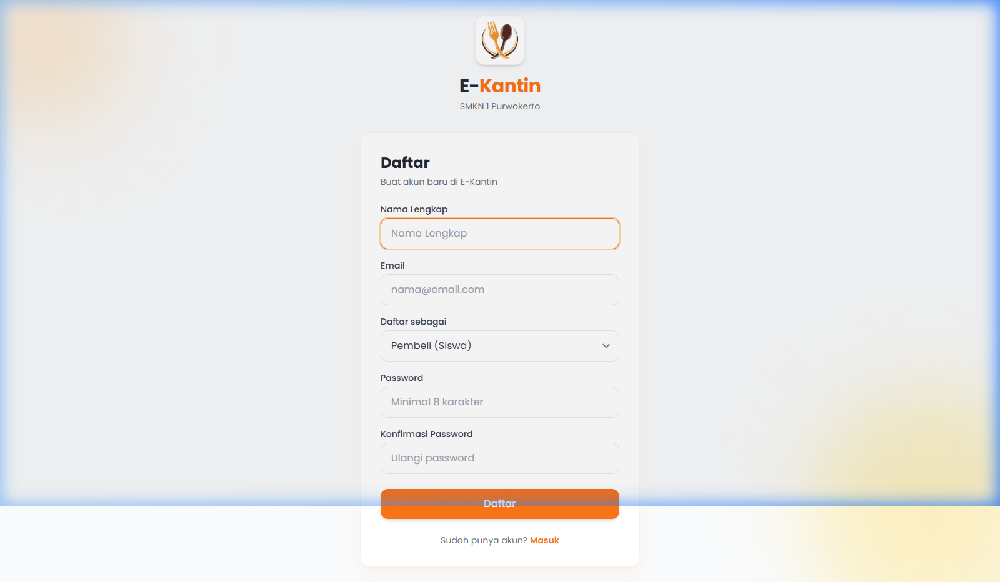 E-Kantin
SMKN 1 Purwokerto
Daftar
Buat akun baru di E-Kantin
Nama Lengkap
Nama Lengkap
Email
nama@email.com
Daftar sebagai
Pembeli (Siswa)
Password
Minimal 8 karakter
Konfirmasi Password
Ulangi password
Daftar
Sudah punya akun? Masuk